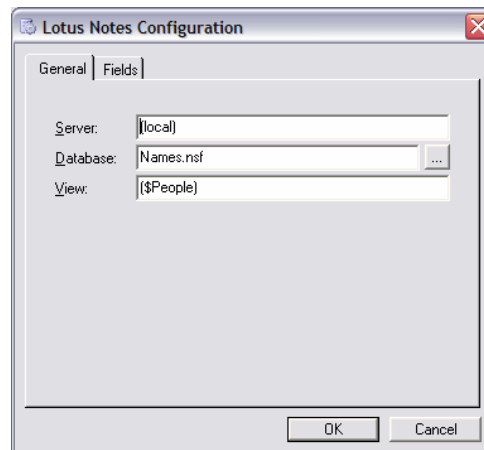 Lotus Notes Configuration
General Fields
Server: (local)
Database: Names.nsf ...
View: ($People)
OK Cancel